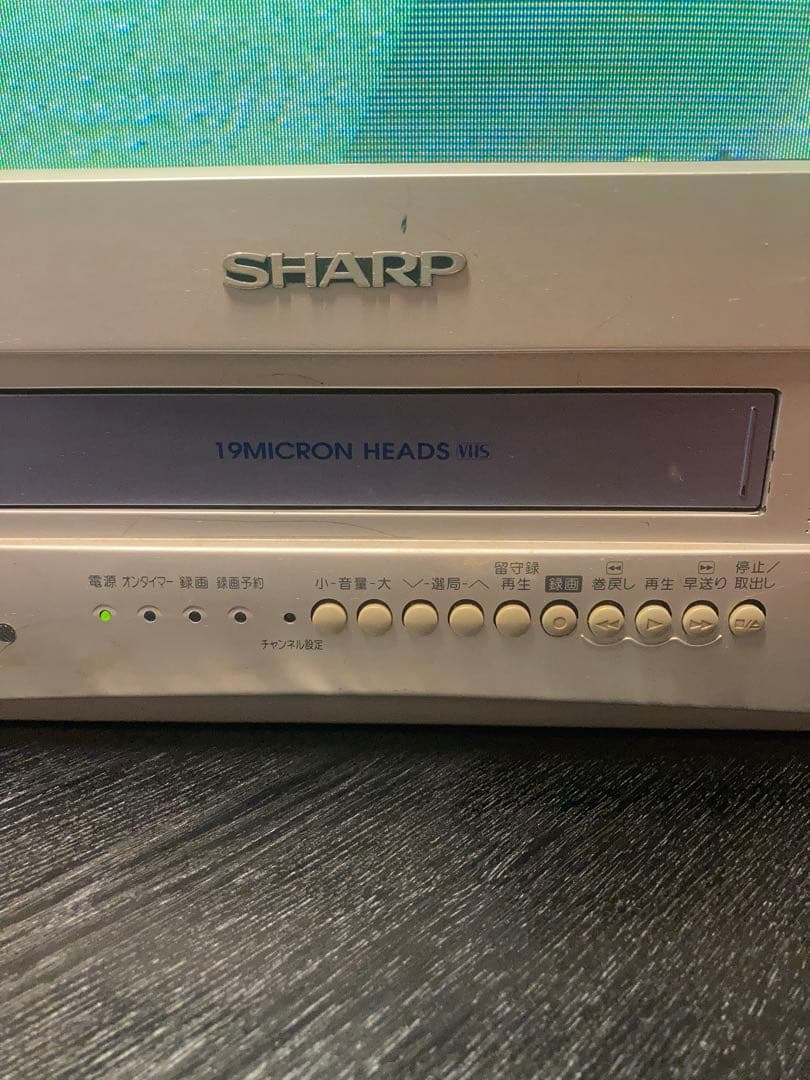 SHARP
19MICRON HEADS VHS
留守録
停止/
電源 オンタイマー 録画 録画予約 小-音量-大 ﹀-選局-へ 再生 録画 巻戻し 再生 早送り 取出し
チャンネル設定